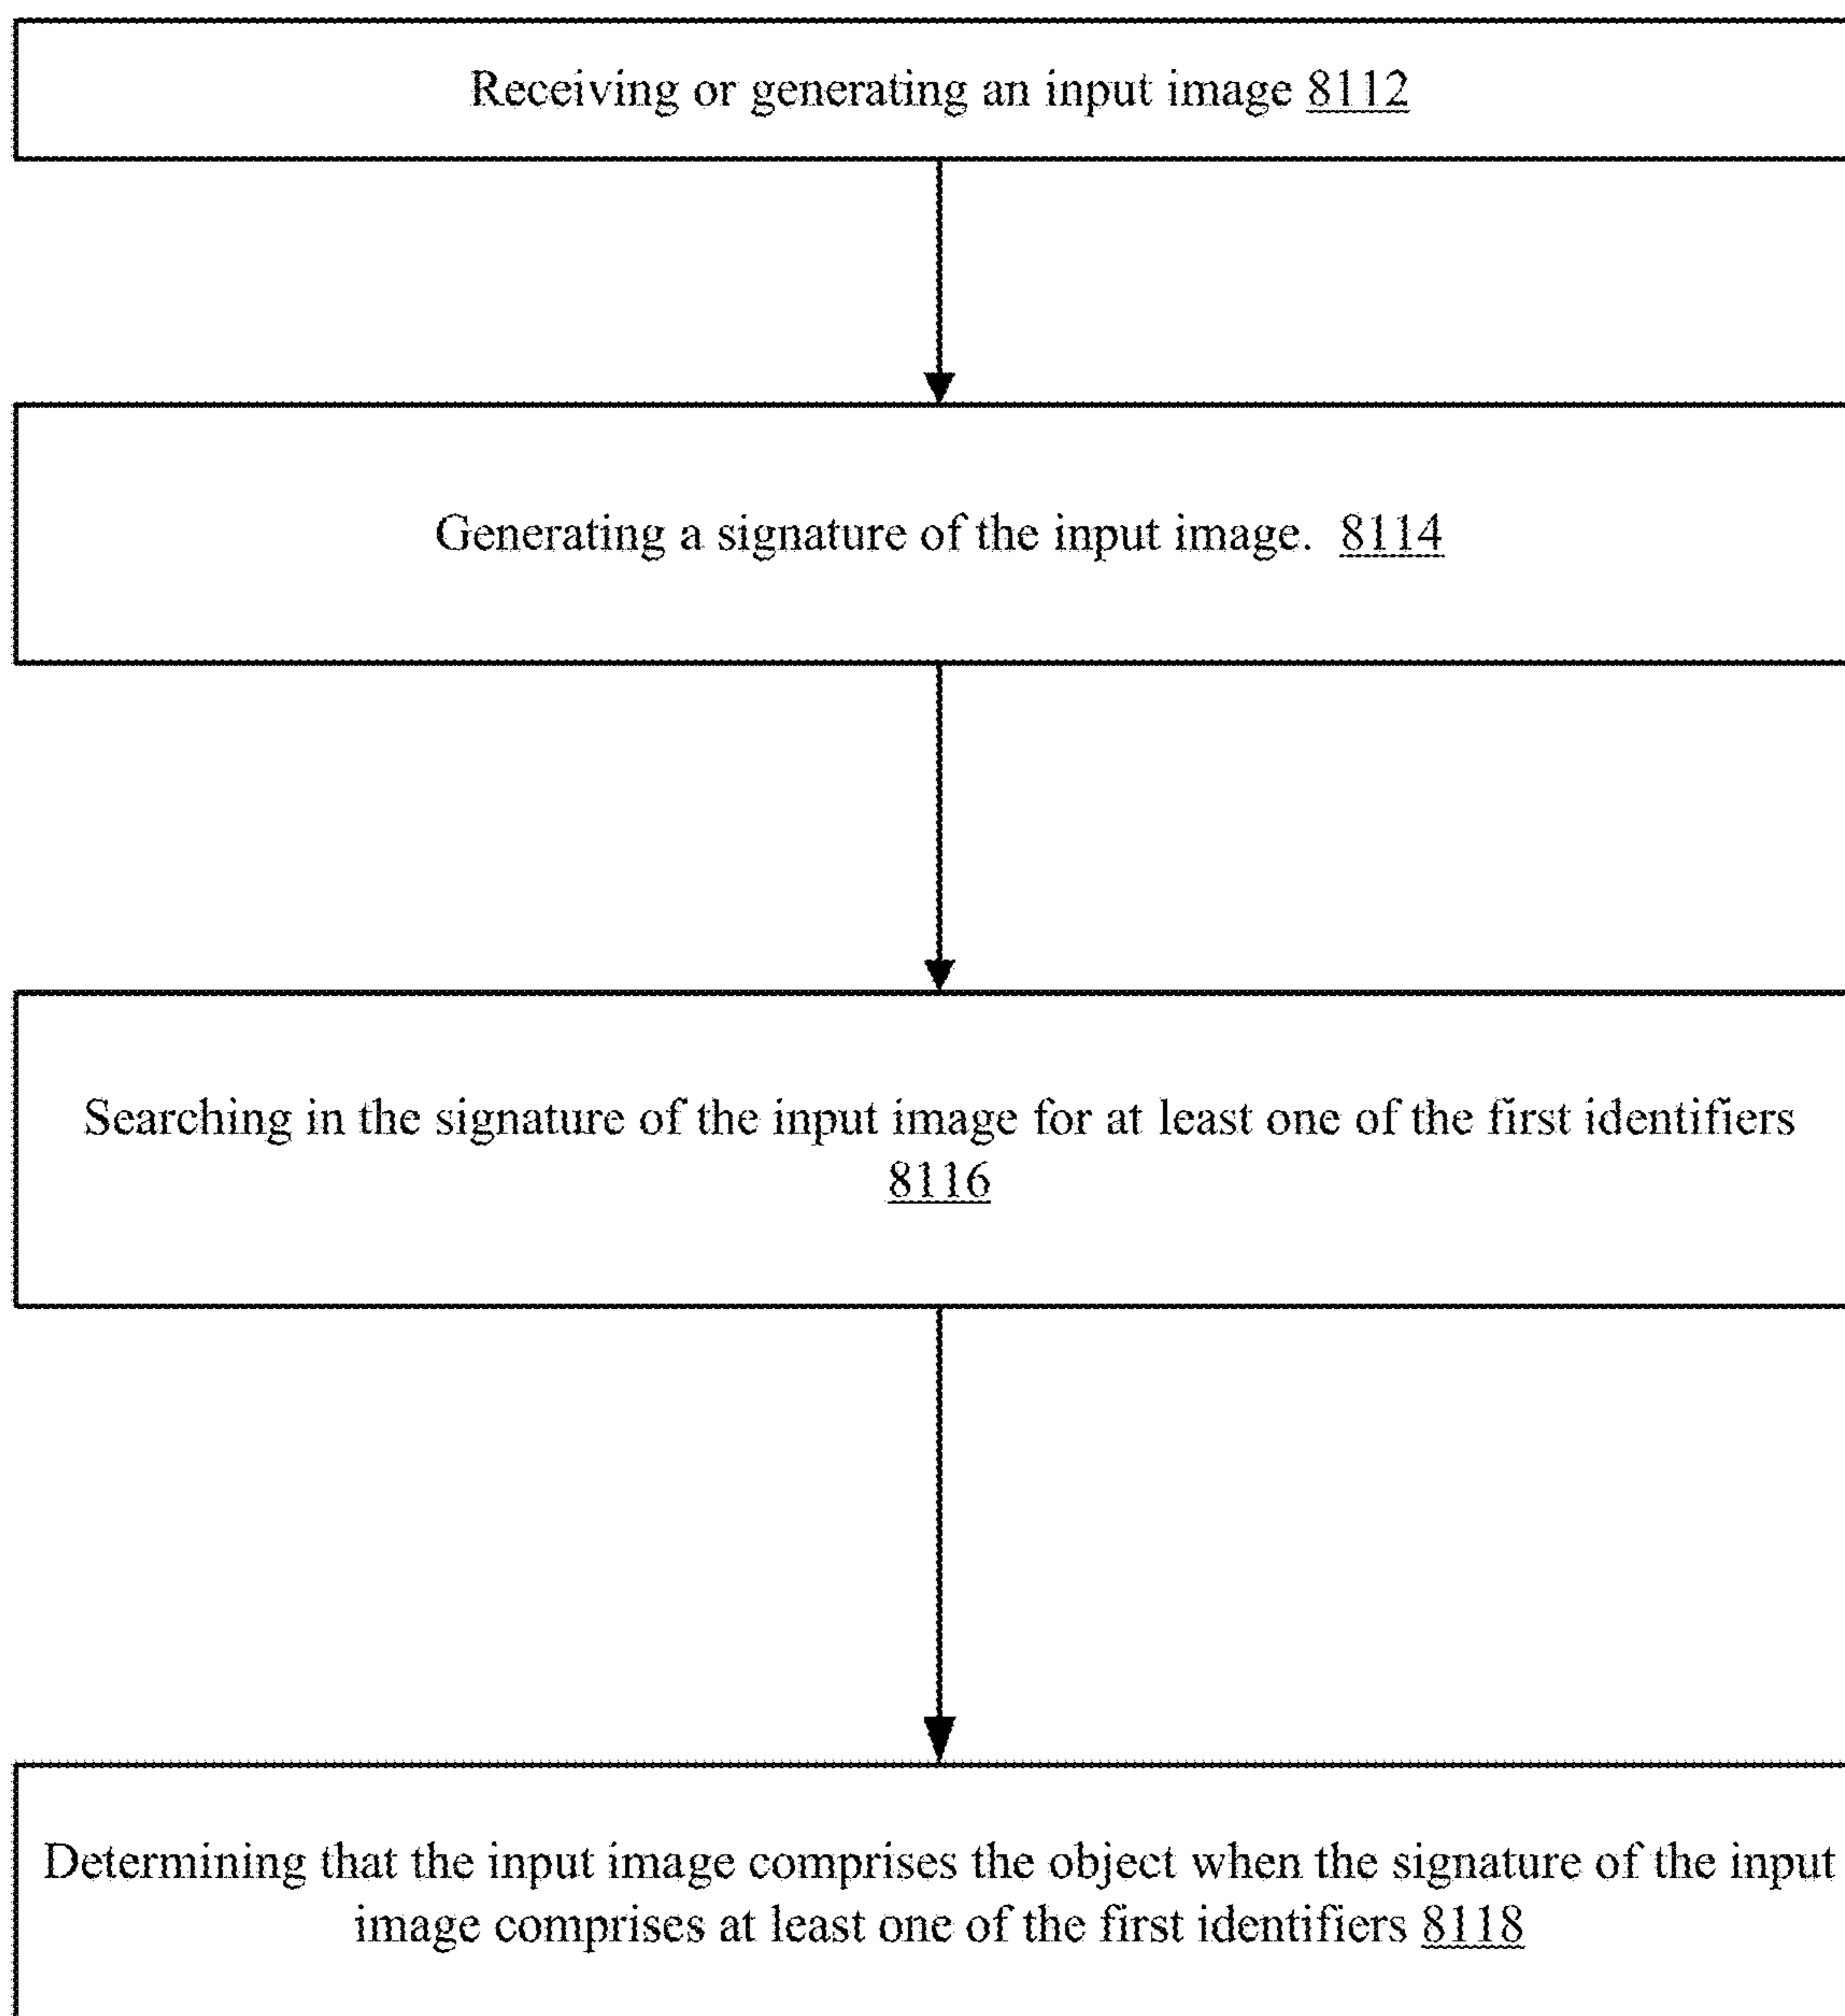 Receiving or generating an input image 8112
Generating a signature of the input image.  8114
Searching in the signature of the input image for at least one of the first identifiers
8116
Determining that the input image comprises the object when the signature of the input
image comprises at least one of the first identifiers 8118